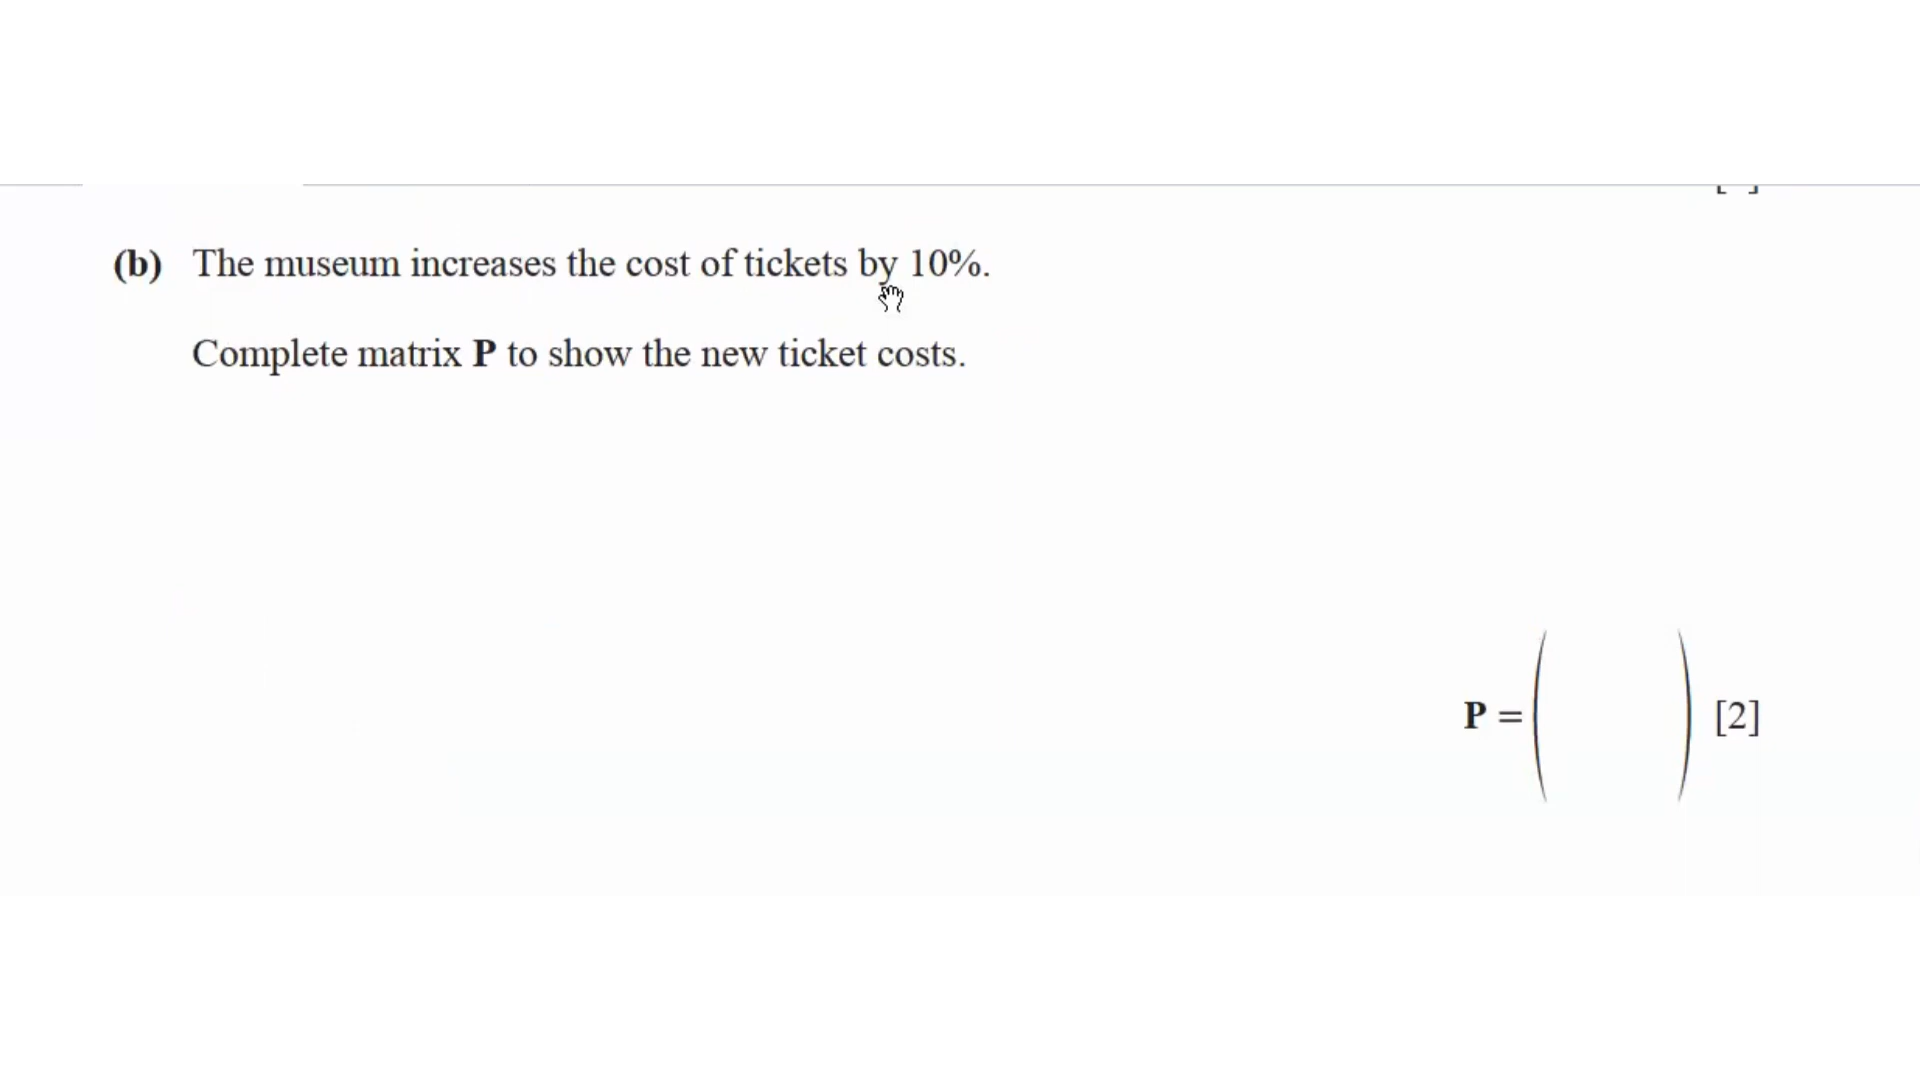 (b) The museum increases the cost of tickets by 10%.
Complete matrix P to show the new ticket costs.
P = ( ) [2]